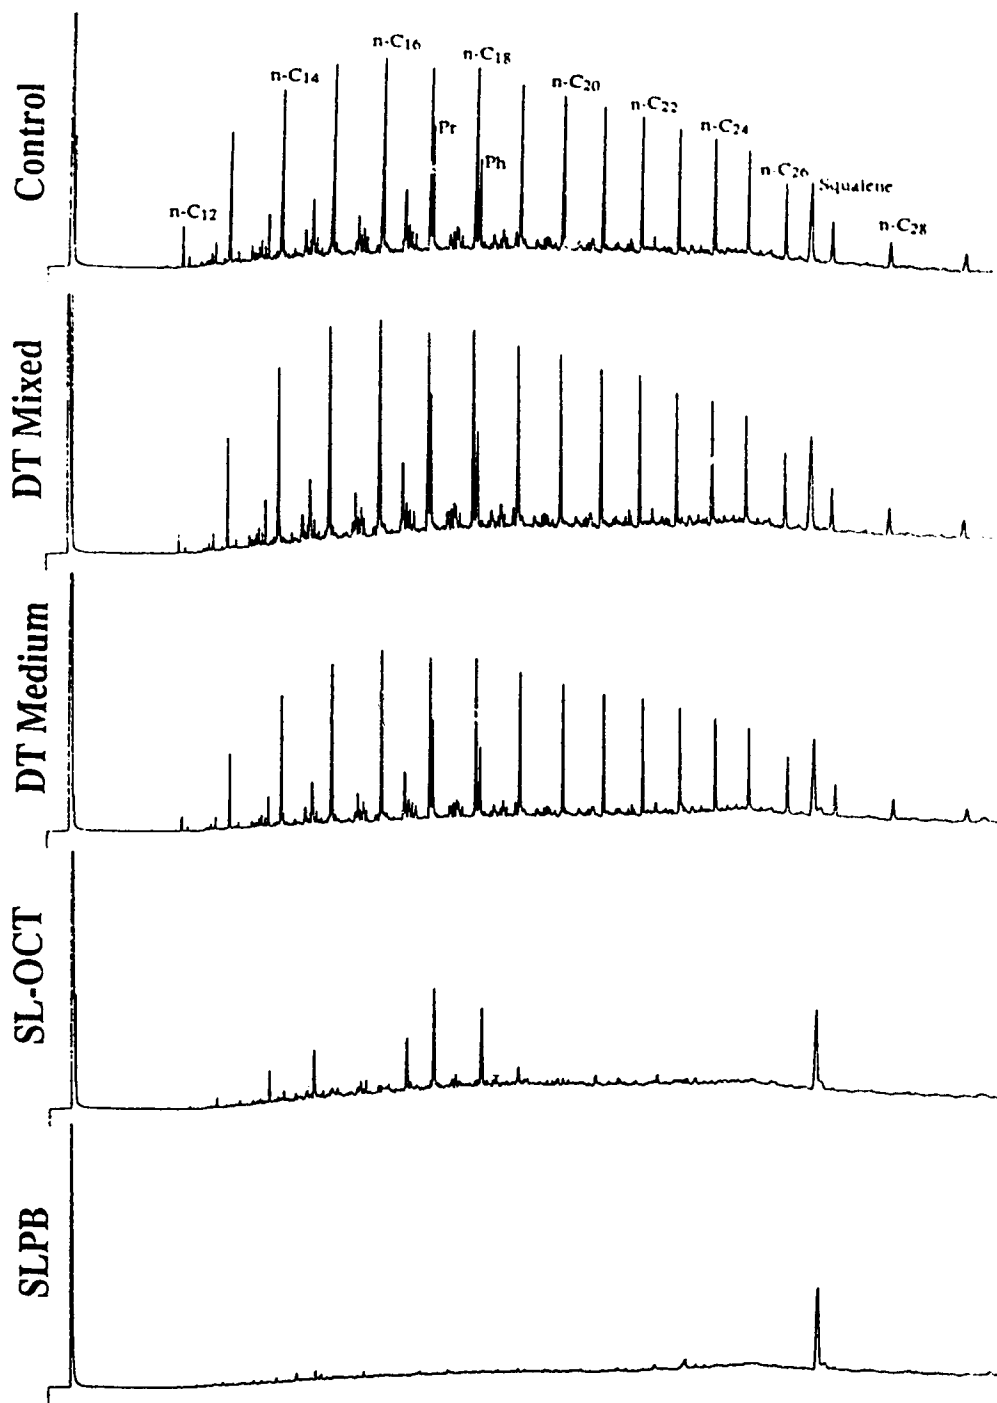 Control
n-C12
n-C14
n-C16
Pr
n-C18
Ph
n-C20
n-C22
n-C24
n-C26
Squalene
n-C28
DT Mixed
DT Medium
SL-OCT
SLPB